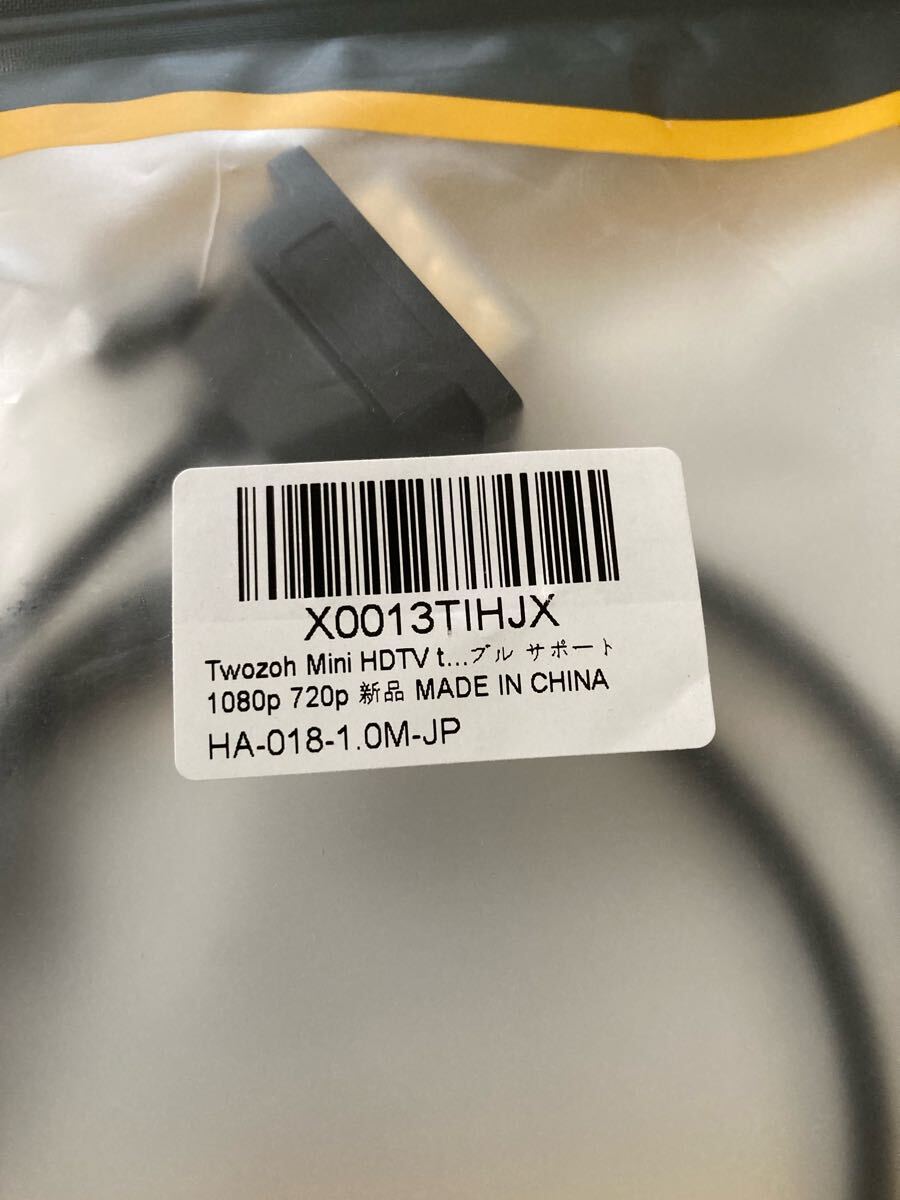 X0013TIHJX
Twozoh Mini HDTV t...ブル サポート
1080p 720p 新品 MADE IN CHINA
HA-018-1.0M-JP